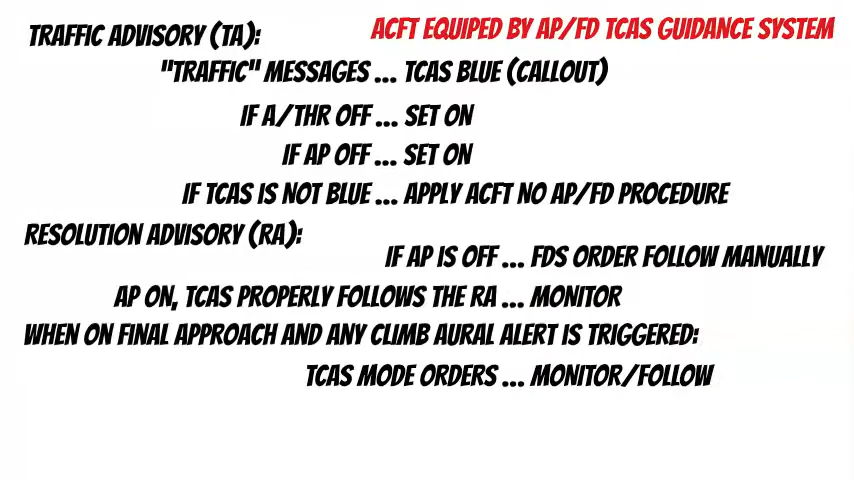 TRAFFIC ADVISORY (TA):
ACFT EQUIPED BY AP/FD TCAS GUIDANCE SYSTEM
"TRAFFIC" MESSAGES ... TCAS BLUE (CALLOUT)
IF A/THR OFF ... SET ON
IF AP OFF ... SET ON
IF TCAS IS NOT BLUE ... APPLY ACFT NO AP/FD PROCEDURE
RESOLUTION ADVISORY (RA):
IF AP IS OFF ... FDS ORDER FOLLOW MANUALLY
AP ON, TCAS PROPERLY FOLLOWS THE RA ... MONITOR
WHEN ON FINAL APPROACH AND ANY CLIMB AURAL ALERT IS TRIGGERED:
TCAS MODE ORDERS ... MONITOR/FOLLOW